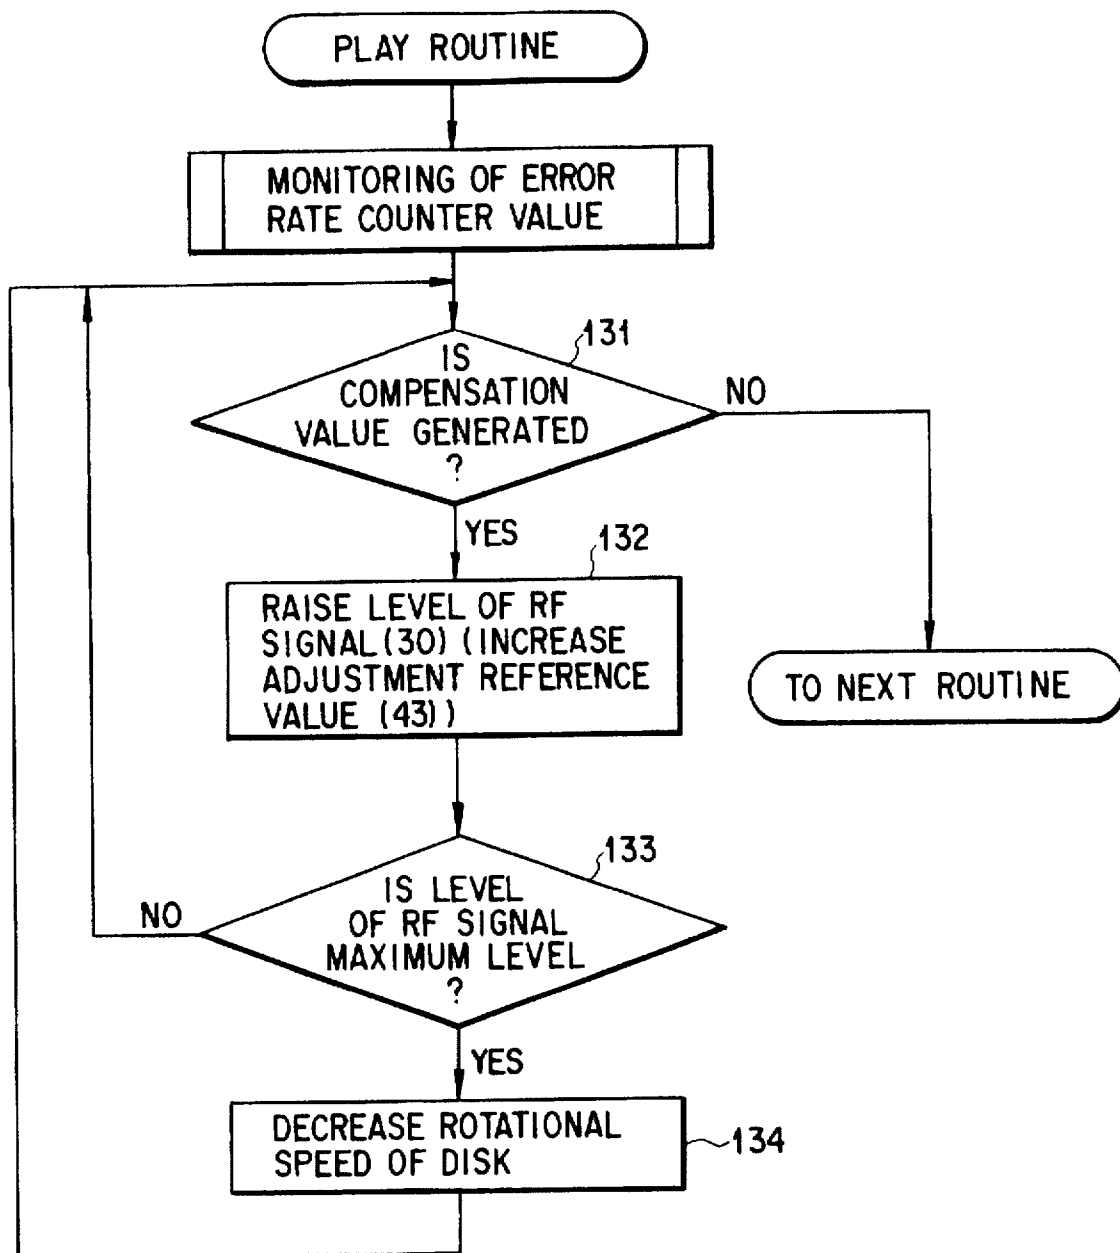 PLAY ROUTINE
MONITORING OF ERROR
RATE COUNTER VALUE
131
IS
COMPENSATION
VALUE GENERATED
?
NO
YES
132
RAISE LEVEL OF RF
SIGNAL (30) (INCREASE
ADJUSTMENT REFERENCE
VALUE (43))
TO NEXT ROUTINE
133
IS LEVEL
OF RF SIGNAL
MAXIMUM LEVEL
?
NO
YES
DECREASE ROTATIONAL
SPEED OF DISK
134